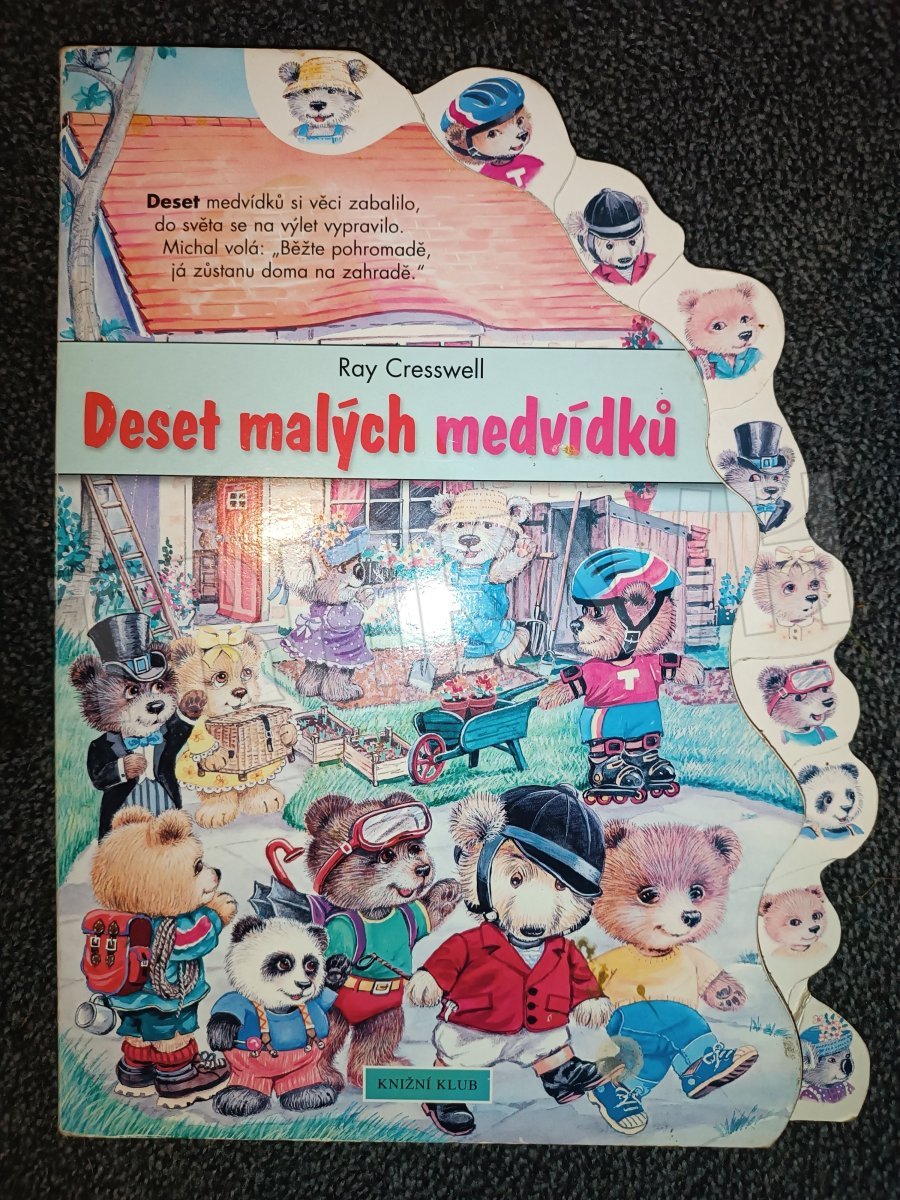 Deset medvídků si věci zabalilo,
do světa se na výlet vypravilo.
Michal volá: „Běžte pohromadě,
já zůstanu doma na zahradě.“
Ray Cresswell
Deset malých medvídků
T
T
KNIŽNÍ KLUB